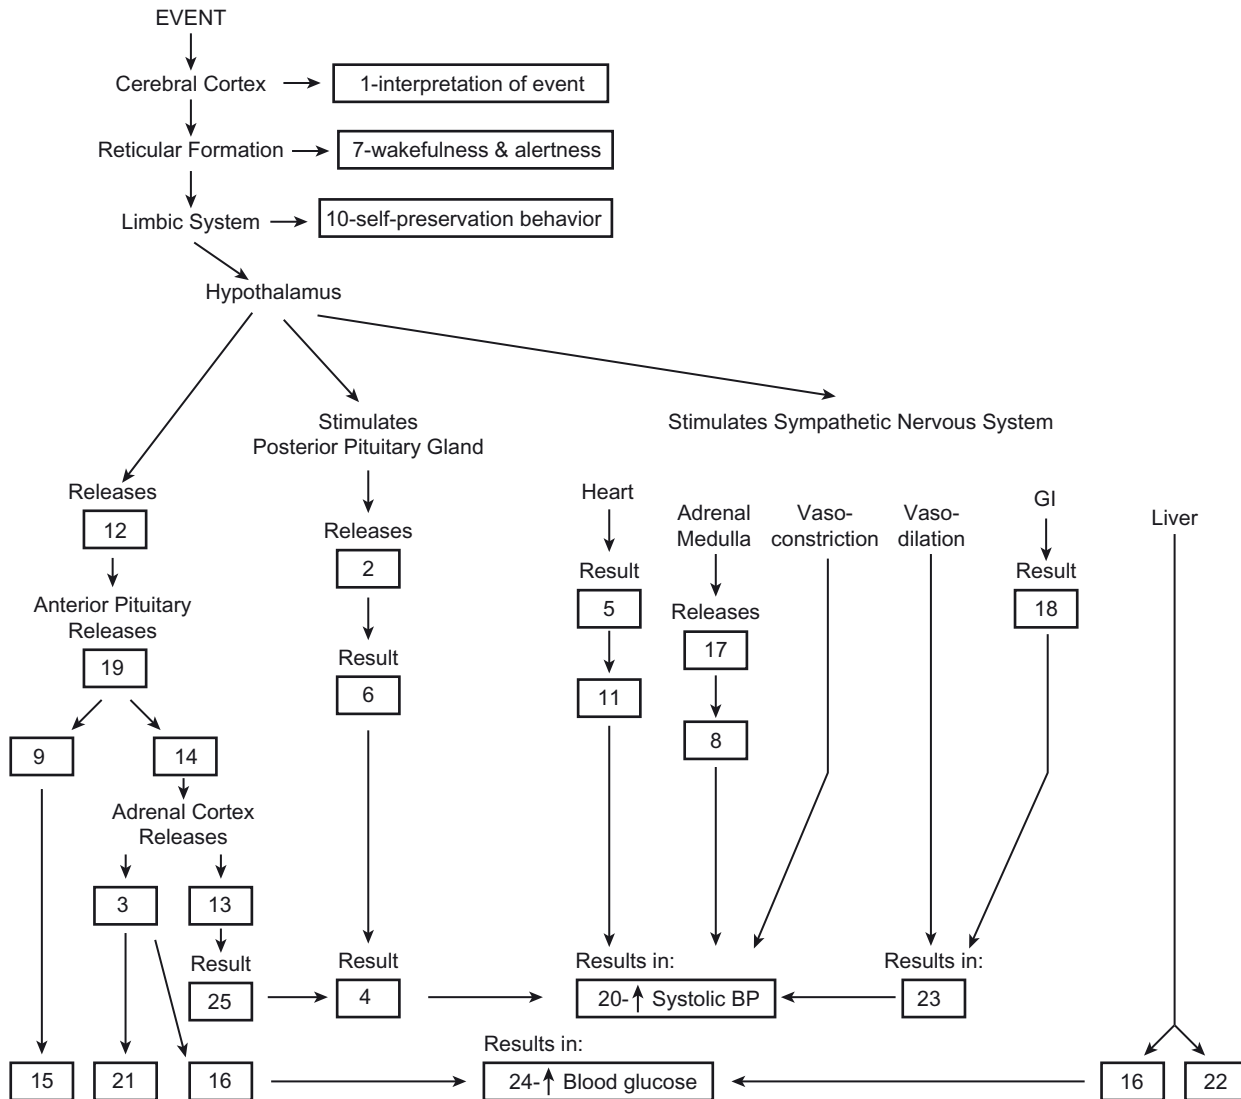 EVENT
Cerebral Cortex
1-interpretation of event
Reticular Formation
7-wakefulness & alertness
Limbic System
10-self-preservation behavior
Hypothalamus
Stimulates
Posterior Pituitary Gland
Stimulates Sympathetic Nervous System
Releases
12
Anterior Pituitary
Releases
19
9
14
Adrenal Cortex
Releases
3
13
Result
25
15
21
16
Releases
2
Result
6
Result
4
Heart
Result
5
11
Adrenal
Medulla
Releases
17
8
Vaso-
constriction
Results in:
20-↑ Systolic BP
Vaso-
dilation
GI
Result
18
Results in:
23
Liver
Results in:
24-↑ Blood glucose
16
22